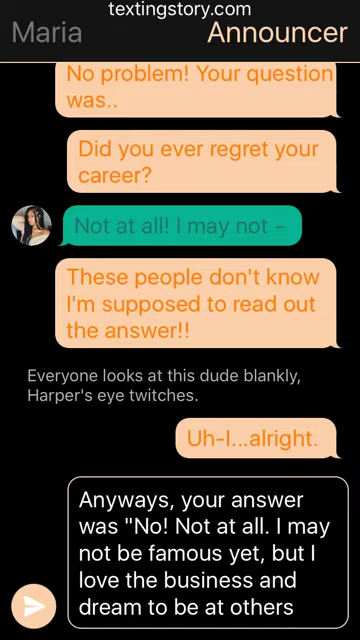 textingstory.com
Maria
Announcer
No problem! Your question
was..
Did you ever regret your
career?
Not at all! I may not -
These people don't know
I'm supposed to read out
the answer!!
Everyone looks at this dude blankly,
Harper's eye twitches.
Uh-I...alright.
Anyways, your answer
was "No! Not at all. I may
not be famous yet, but I
love the business and
dream to be at others